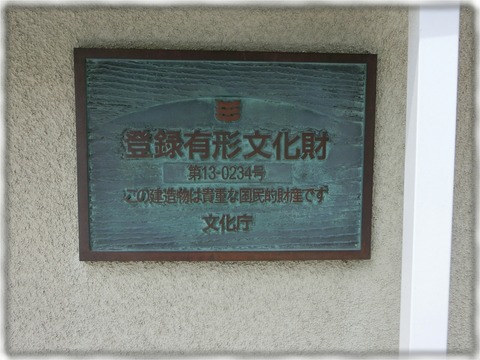 登録有形文化財
第13-0234号
この建造物は貴重な国民的財産です
文化庁